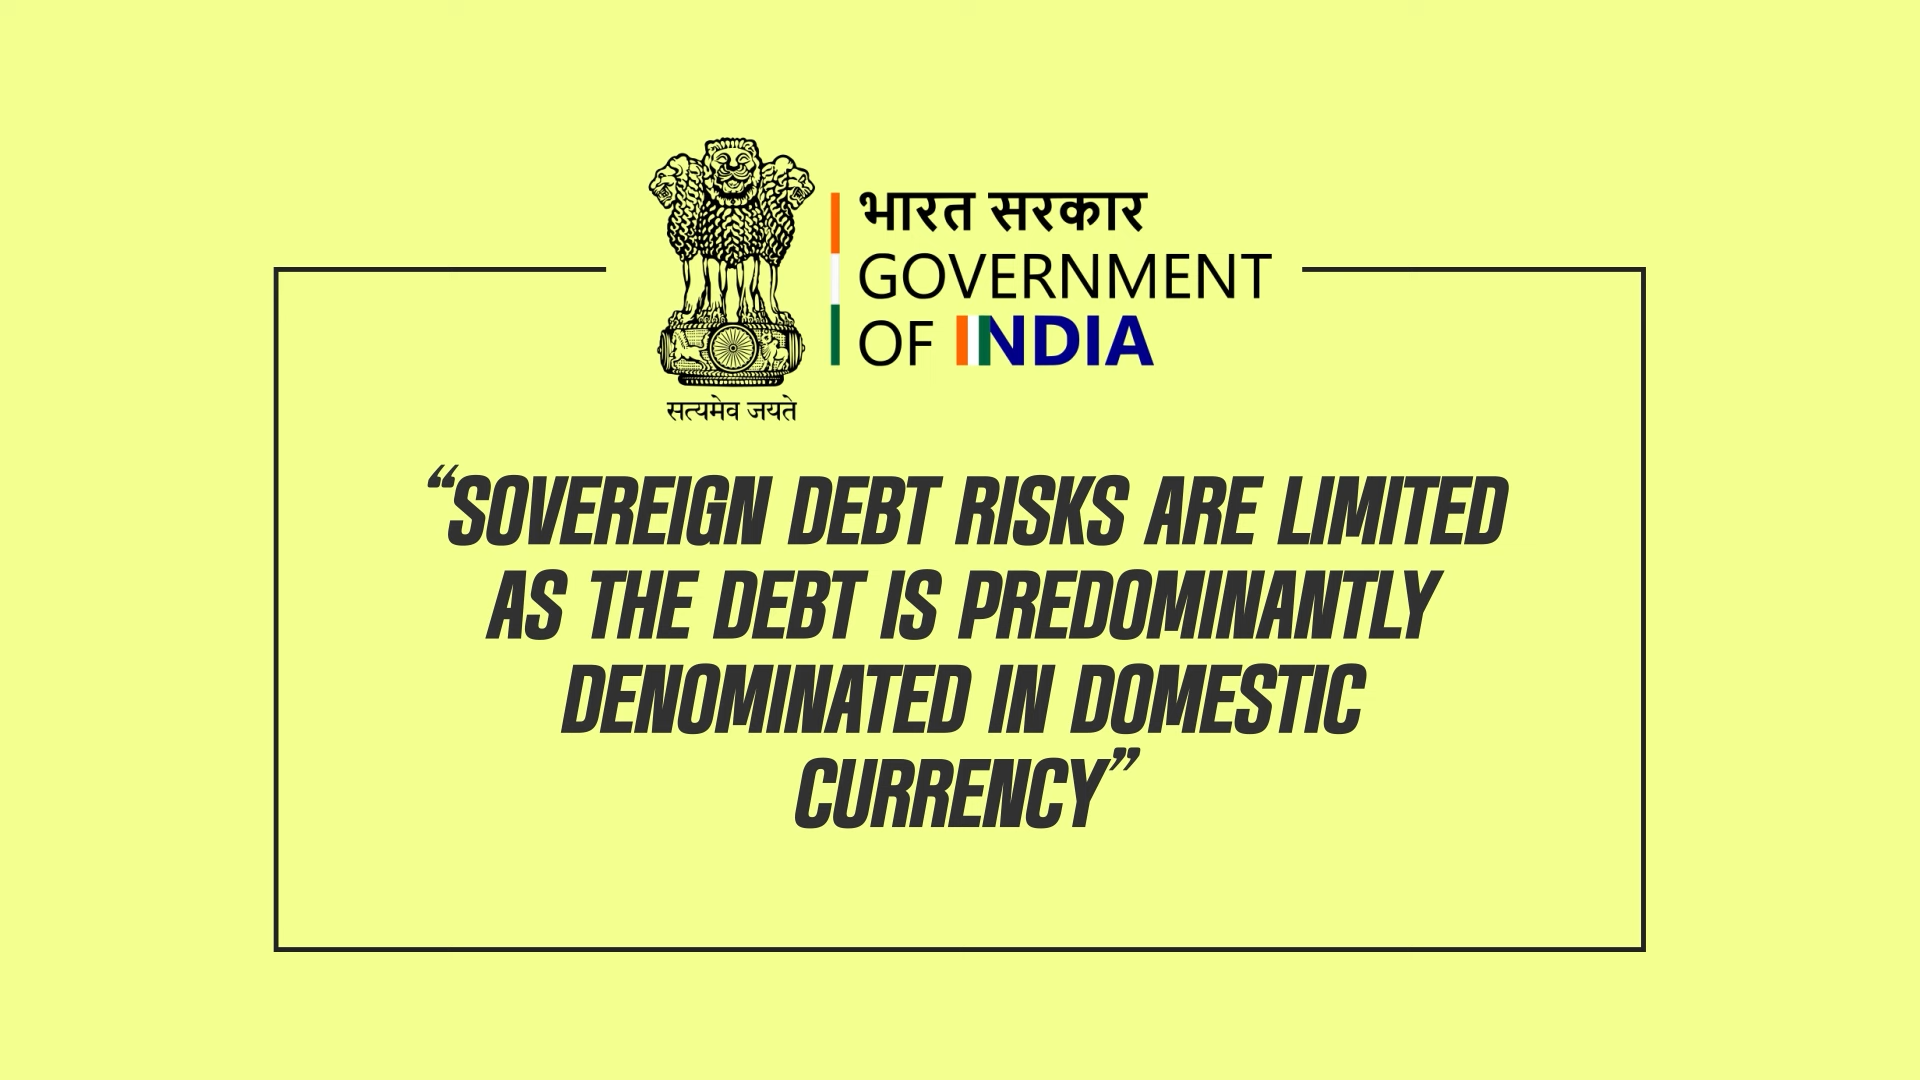 भारत सरकार
GOVERNMENT
OF INDIA
सत्यमेव जयते
“SOVEREIGN DEBT RISKS ARE LIMITED
AS THE DEBT IS PREDOMINANTLY
DENOMINATED IN DOMESTIC
CURRENCY”